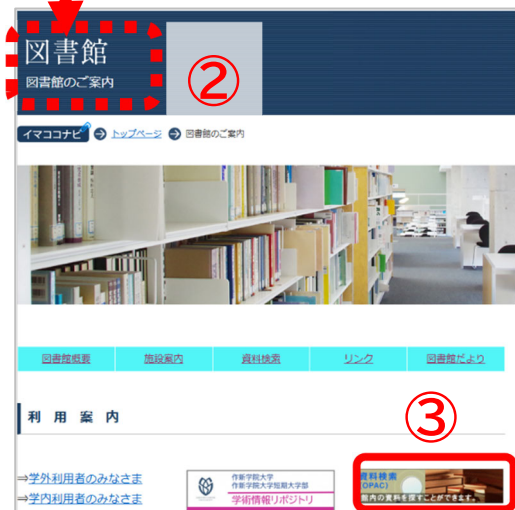 図書館
図書館のご案内
②
イマココナビ トップページ 図書館のご案内
図書館概要 施設案内 資料検索 リンク 図書館だより
③
利用案内
⇒学外利用者のみなさま
⇒学内利用者のみなさま
作新学院大学
作新学院大学短期大学部
学術情報リポジトリ
資料検索
(OPAC)
館内の資料を探すことができます。